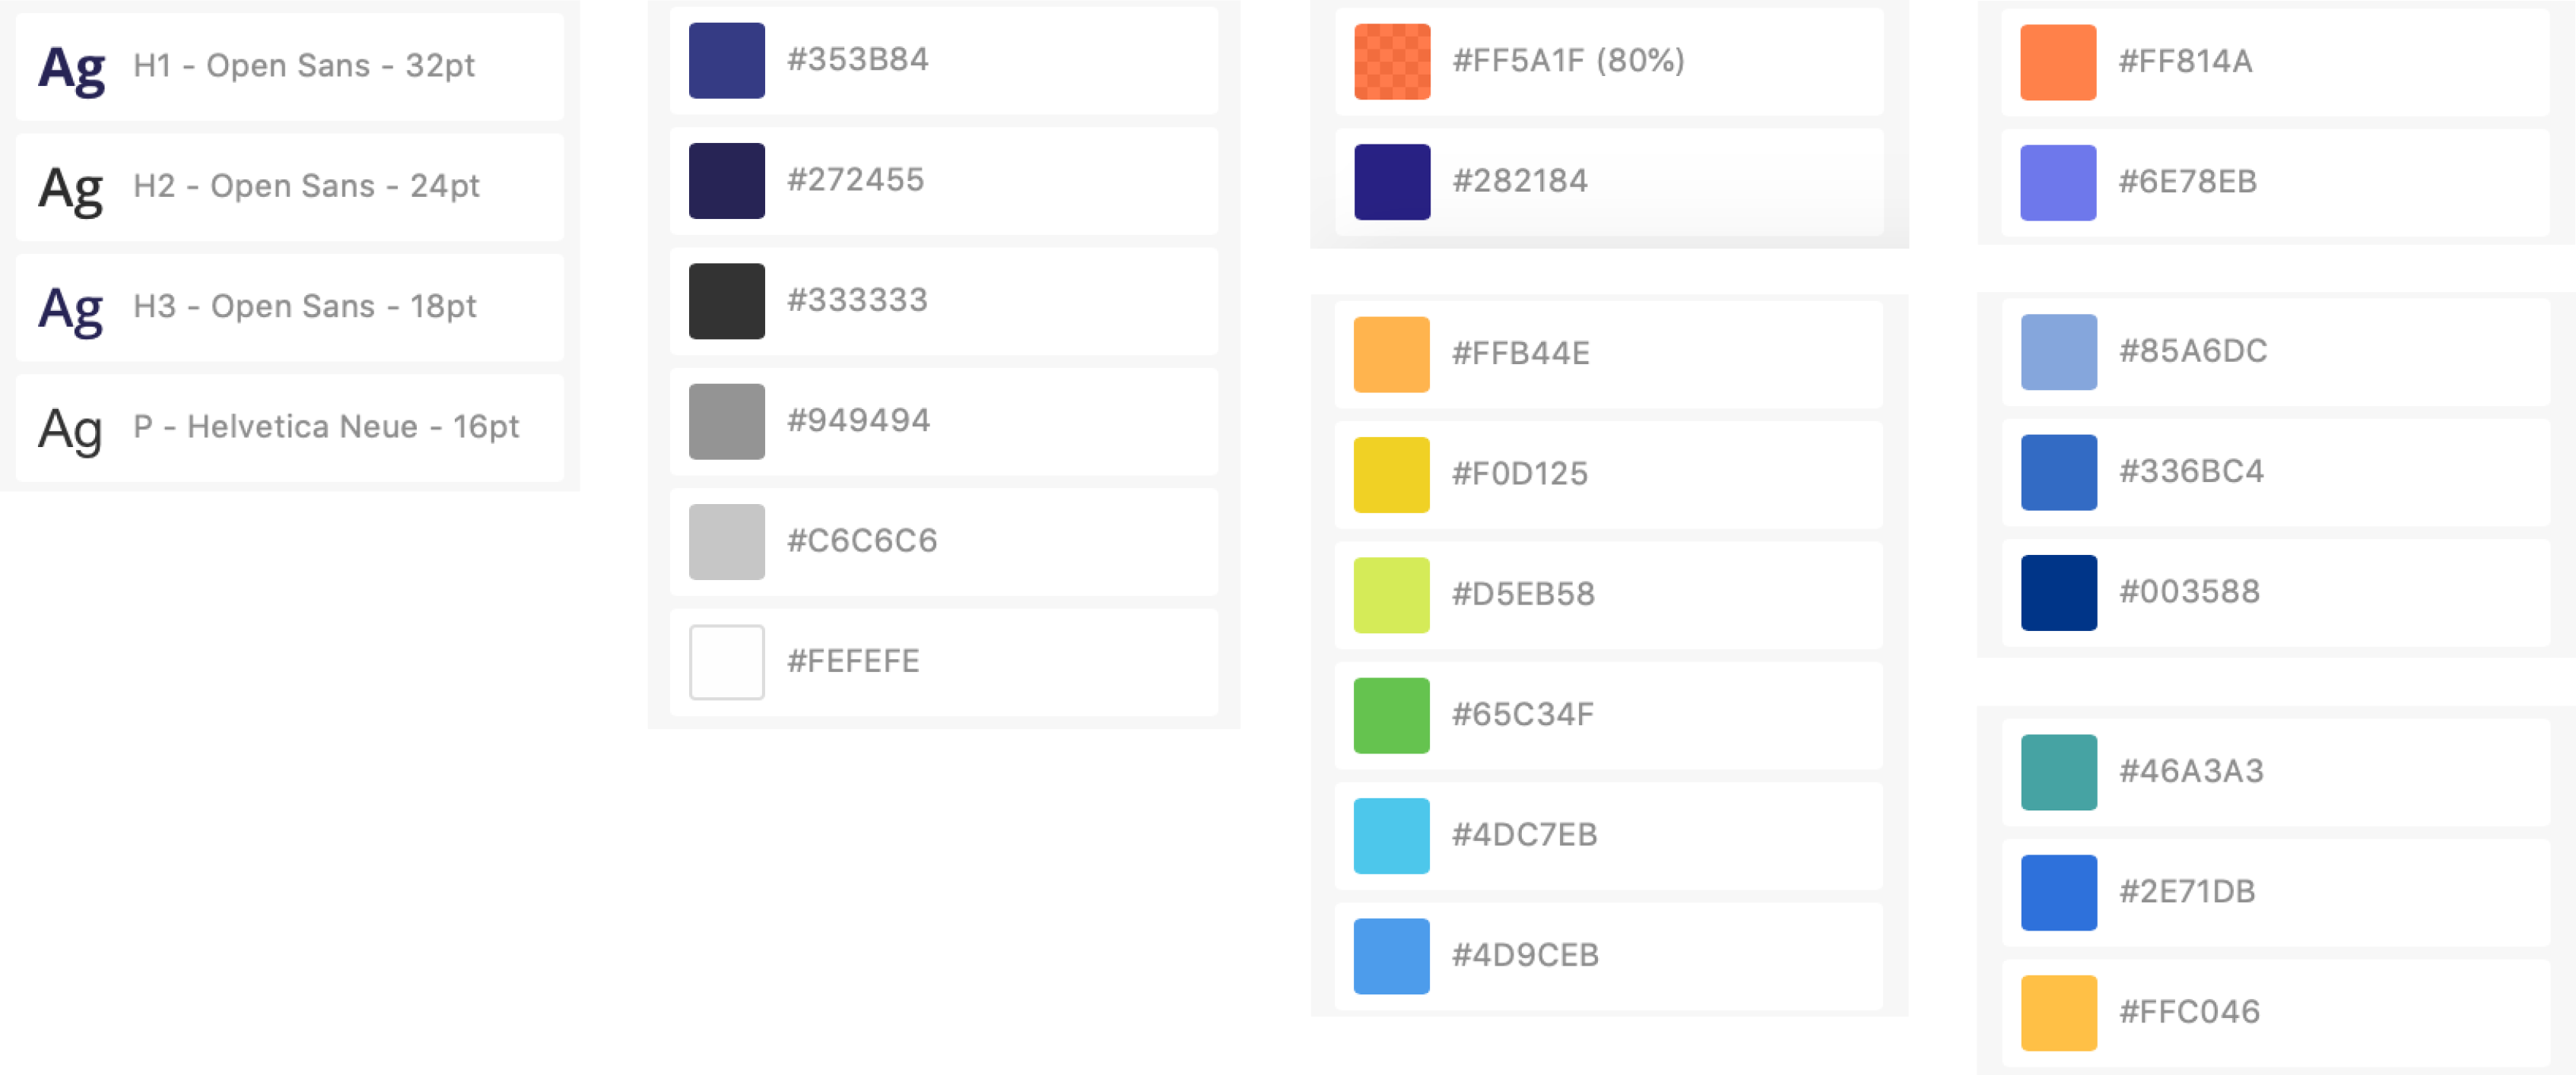 Ag H1 - Open Sans - 32pt
Ag H2 - Open Sans - 24pt
Ag H3 - Open Sans - 18pt
Ag P - Helvetica Neue - 16pt
#353B84
#272455
#333333
#949494
#C6C6C6
#FEFEFE
#FF5A1F (80%)
#282184
#FFB44E
#F0D125
#D5EB58
#65C34F
#4DC7EB
#4D9CEB
#FF814A
#6E78EB
#85A6DC
#336BC4
#003588
#46A3A3
#2E71DB
#FFC046